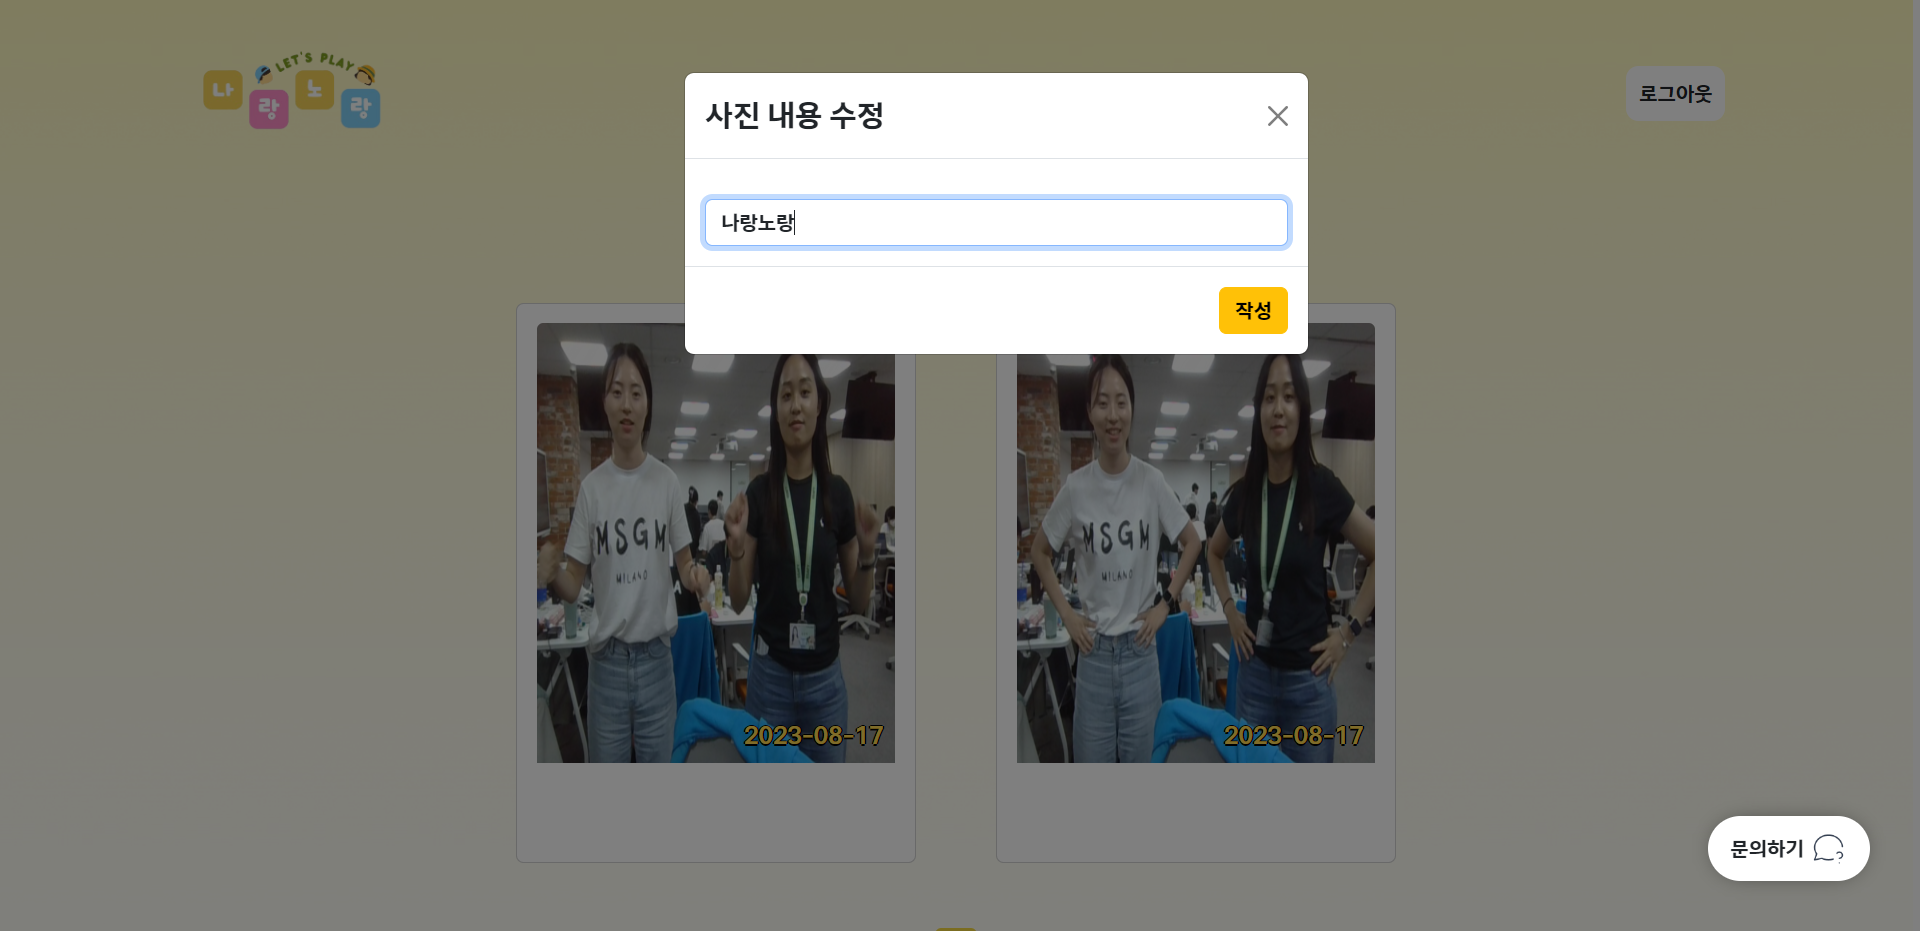 LET'S PLAY
나랑노랑
로그아웃
사진 내용 수정
나랑노랑
작성
MSGM
MILANO
2023-08-17
MSGM
MILANO
2023-08-17
문의하기